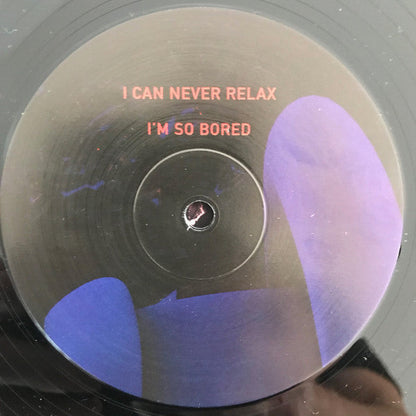 I CAN NEVER RELAX
I'M SO BORED